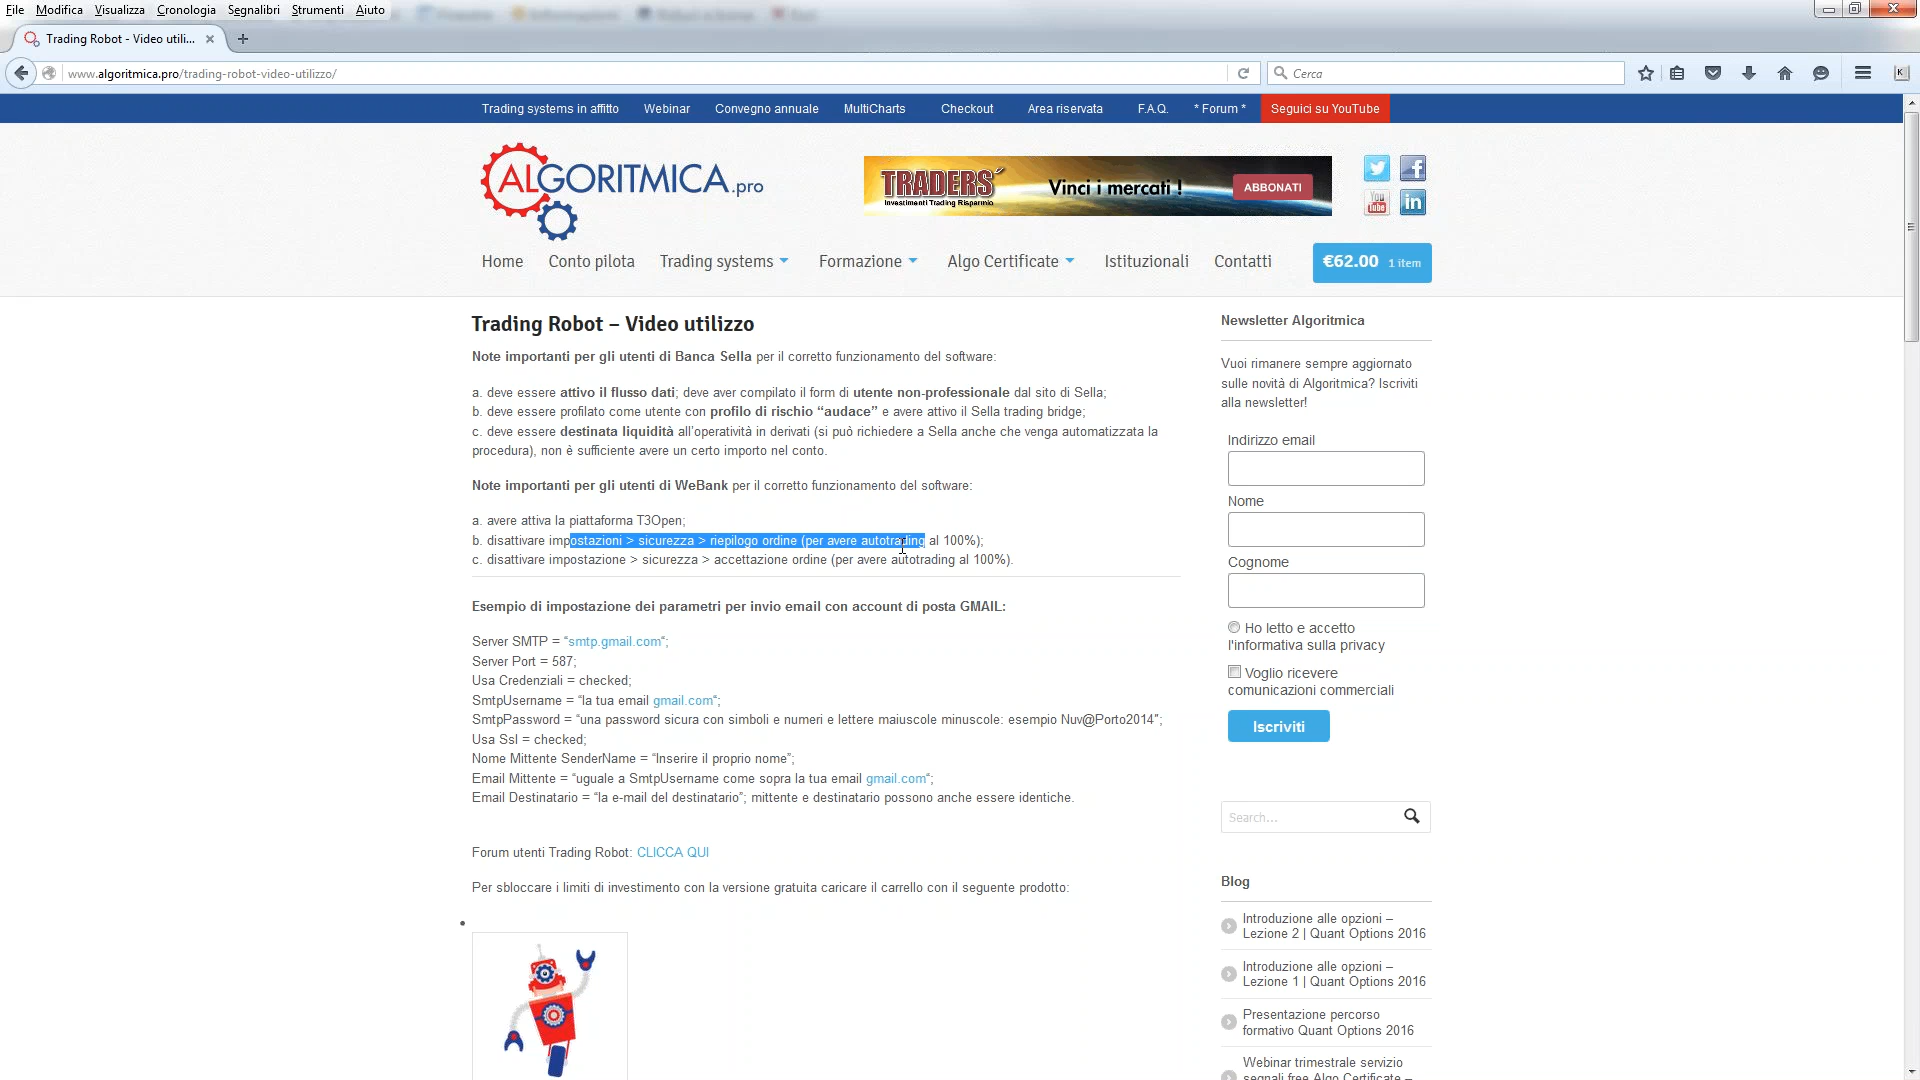 File Modifica Visualizza Cronologia Segnalibri Strumenti Aiuto
Trading Robot - Video utili...
www.algoritmica.pro/trading-robot-video-utilizzo/
Cerca
Trading systems in affitto Webinar Convegno annuale MultiCharts Checkout Area riservata F.A.Q. * Forum * Seguici su YouTube
ALGORITMICA.pro
TRADERS'
Investimenti Trading Risparmio
Vinci i mercati !
ABBONATI
You Tube
Home Conto pilota Trading systems Formazione Algo Certificate Istituzionali Contatti €62.00 1 item
Trading Robot – Video utilizzo
Note importanti per gli utenti di Banca Sella per il corretto funzionamento del software:
a. deve essere attivo il flusso dati; deve aver compilato il form di utente non-professionale dal sito di Sella;
b. deve essere profilato come utente con profilo di rischio “audace” e avere attivo il Sella trading bridge;
c. deve essere destinata liquidità all’operatività in derivati (si può richiedere a Sella anche che venga automatizzata la
procedura), non è sufficiente avere un certo importo nel conto.
Note importanti per gli utenti di WeBank per il corretto funzionamento del software:
a. avere attiva la piattaforma T3Open;
b. disattivare impostazioni > sicurezza > riepilogo ordine (per avere autotrading al 100%);
c. disattivare impostazione > sicurezza > accettazione ordine (per avere autotrading al 100%).
Esempio di impostazione dei parametri per invio email con account di posta GMAIL:
Server SMTP = “smtp.gmail.com“;
Server Port = 587;
Usa Credenziali = checked;
SmtpUsername = “la tua email gmail.com“;
SmtpPassword = “una password sicura con simboli e numeri e lettere maiuscole minuscole: esempio Nuv@Porto2014″;
Usa Ssl = checked;
Nome Mittente SenderName = “Inserire il proprio nome”;
Email Mittente = “uguale a SmtpUsername come sopra la tua email gmail.com“;
Email Destinatario = “la e-mail del destinatario”; mittente e destinatario possono anche essere identiche.
Forum utenti Trading Robot: CLICCA QUI
Per sbloccare i limiti di investimento con la versione gratuita caricare il carrello con il seguente prodotto:
Newsletter Algoritmica
Vuoi rimanere sempre aggiornato
sulle novità di Algoritmica? Iscriviti
alla newsletter!
Indirizzo email
Nome
Cognome
Ho letto e accetto
l'informativa sulla privacy
Voglio ricevere
comunicazioni commerciali
Iscriviti
Search...
Blog
Introduzione alle opzioni –
Lezione 2 | Quant Options 2016
Introduzione alle opzioni –
Lezione 1 | Quant Options 2016
Presentazione percorso
formativo Quant Options 2016
Webinar trimestrale servizio
segnali free Algo Certificate –